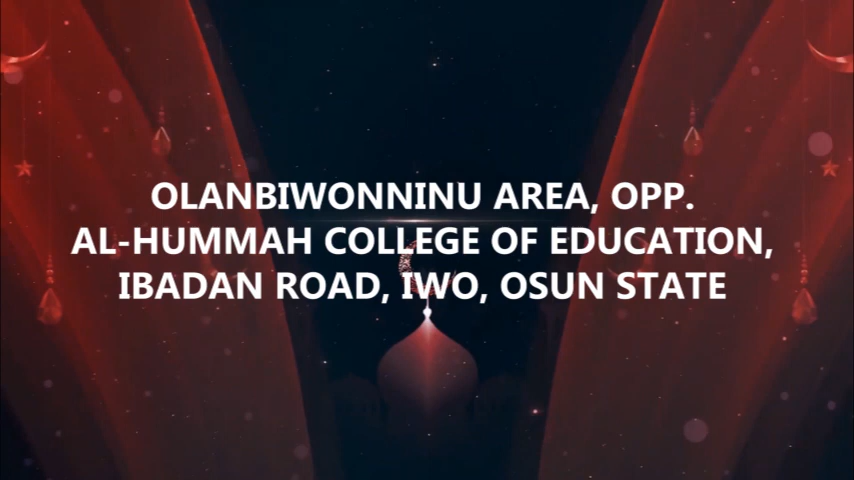 OLANBIWONNINU AREA, OPP.
AL-HUMMAH COLLEGE OF EDUCATION,
IBADAN ROAD, IWO, OSUN STATE